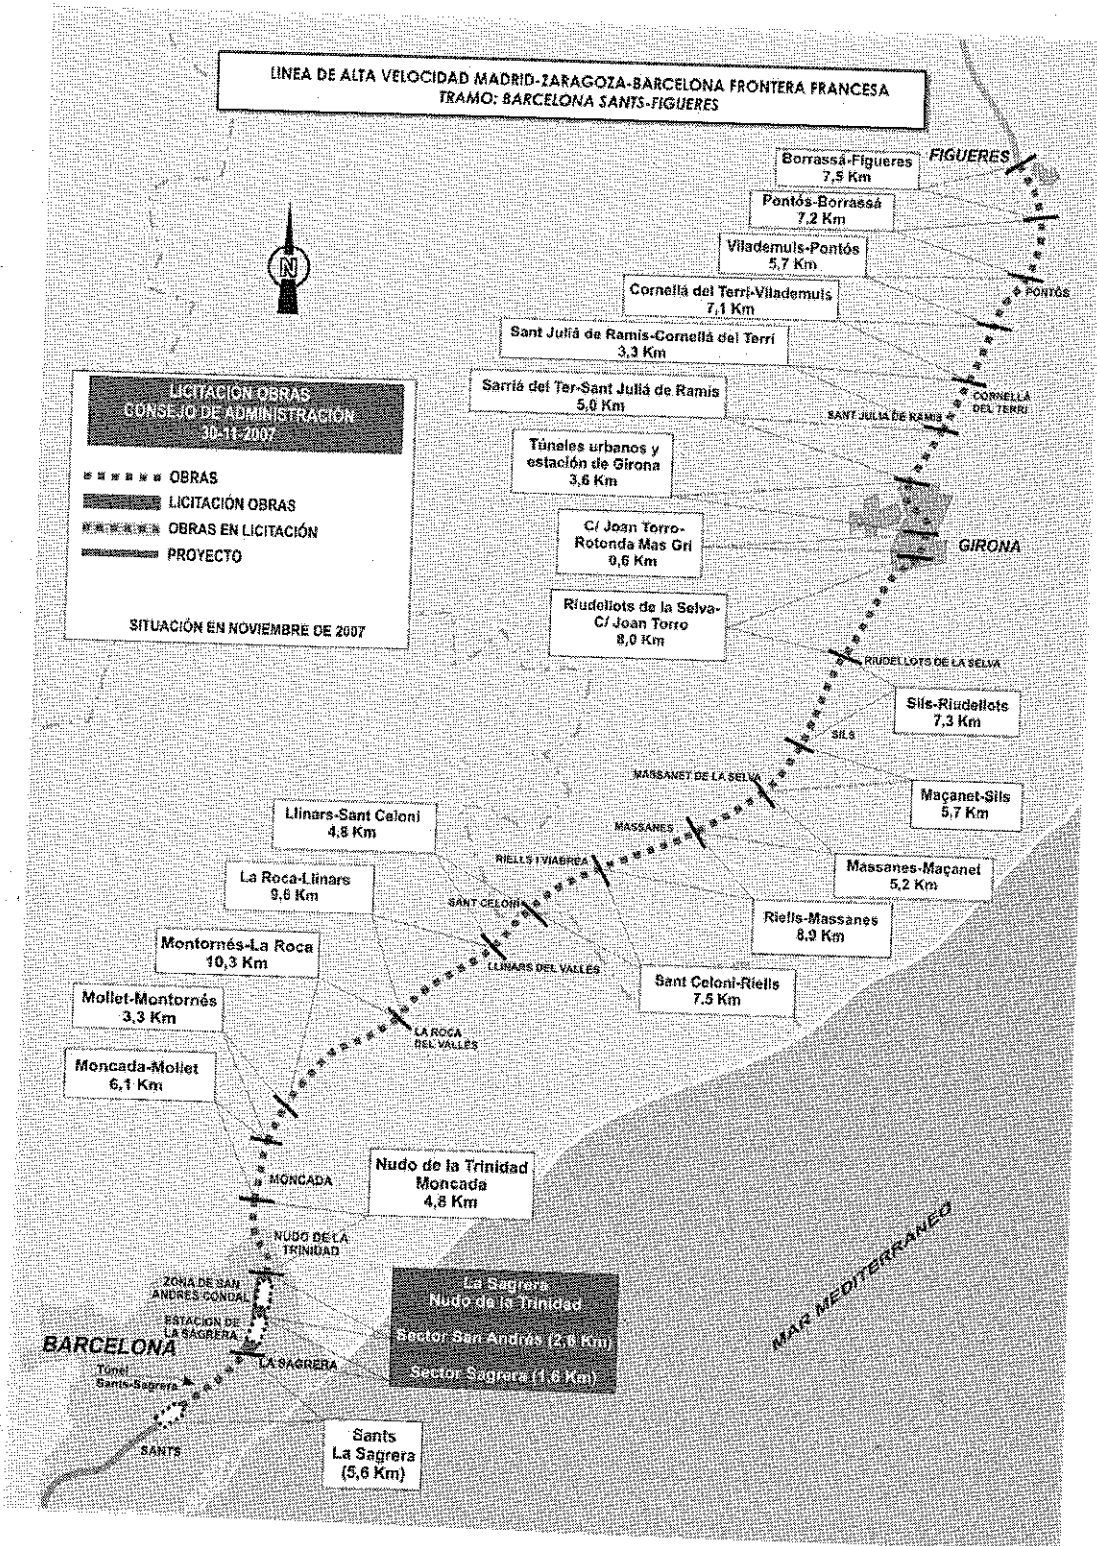 LINEA DE ALTA VELOCIDAD MADRID-ZARAGOZA-BARCELONA FRONTERA FRANCESA
TRAMO: BARCELONA SANTS-FIGUERES
FIGUERES
Borrassá-Figueres
7,5 Km
Pontós-Borrassá
7,2 Km
Vilademuls-Pontós
5,7 Km
PONTÓS
Cornellá del Terri-Vilademuls
7,1 Km
Sant Juliá de Ramis-Cornellá del Terri
3,3 Km
CORNELLÁ
DEL TERRI
Sarriá del Ter-Sant Juliá de Ramis
5,0 Km
SANT JULIÁ DE RAMIS
Túneles urbanos y
estación de Girona
3,6 Km
C/ Joan Torro-
Rotonda Mas Gri
0,6 Km
GIRONA
Riudellots de la Selva-
C/ Joan Torro
8,0 Km
RIUDELLOTS DE LA SELVA
N
LICITACIÓN OBRAS
CONSEJO DE ADMINISTRACIÓN
30-11-2007
OBRAS
LICITACIÓN OBRAS
OBRAS EN LICITACIÓN
PROYECTO
SITUACIÓN EN NOVIEMBRE DE 2007
Sils-Riudellots
7,3 Km
SILS
MASSANET DE LA SELVA
Maçanet-Sils
5,7 Km
MASSANES
Massanes-Maçanet
5,2 Km
RIELLS I VIABREA
Riells-Massanes
8,9 Km
Llinars-Sant Celoni
4,8 Km
SANT CELONI
Sant Celoni-Riells
7.5 Km
La Roca-Llinars
9,6 Km
LLINARS DEL VALLÉS
Montornés-La Roca
10,3 Km
LA ROCA
DEL VALLÉS
Mollet-Montornés
3,3 Km
Moncada-Mollet
6,1 Km
MONCADA
Nudo de la Trinidad
Moncada
4,8 Km
NUDO DE LA
TRINIDAD
ZONA DE SAN
ANDRÉS CONDAL
ESTACIÓN DE
LA SAGRERA
La Sagrera
Nudo de la Trinidad
Sector San Andrés (2,6 Km)
Sector Sagrera (1,6 Km)
BARCELONA
LA SAGRERA
Túnel
Sants-Sagrera
SANTS
Sants
La Sagrera
(5,6 Km)
MAR MEDITERRÁNEO